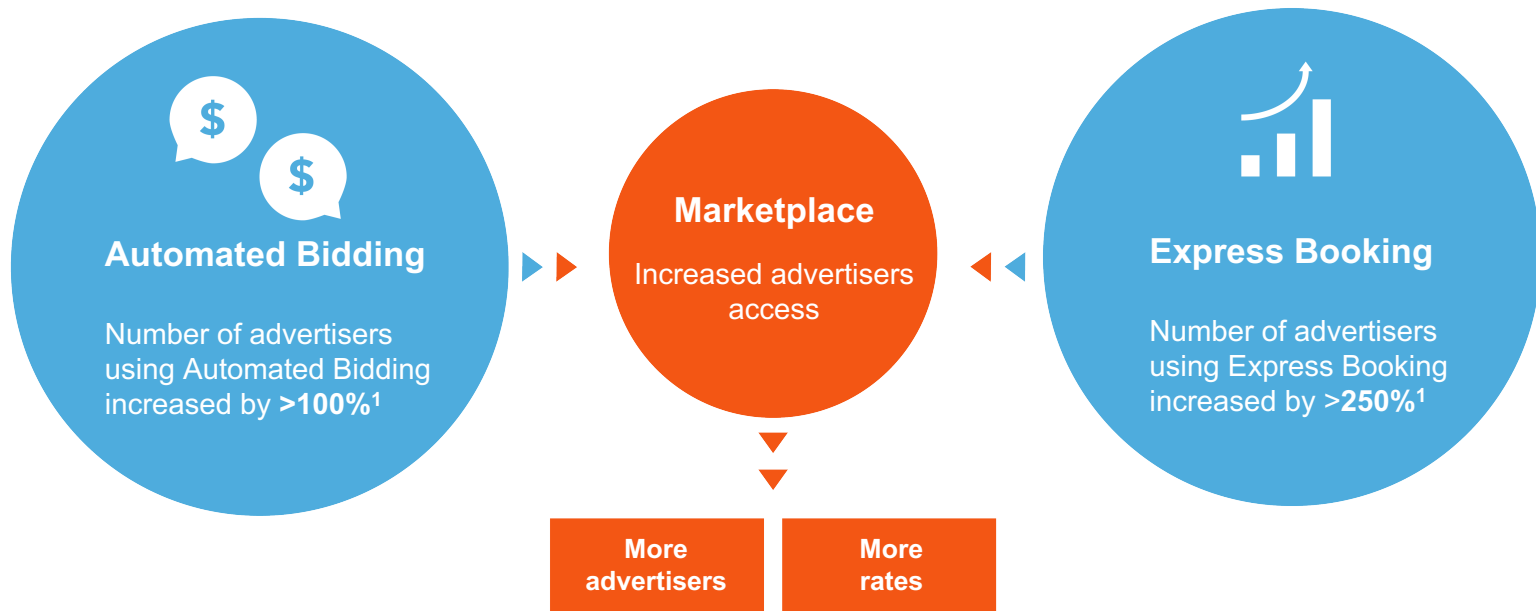 $
$
Automated Bidding
Number of advertisers
using Automated Bidding
increased by >100%¹
Marketplace
Increased advertisers
access
Express Booking
Number of advertisers
using Express Booking
increased by >250%¹
More
advertisers
More
rates